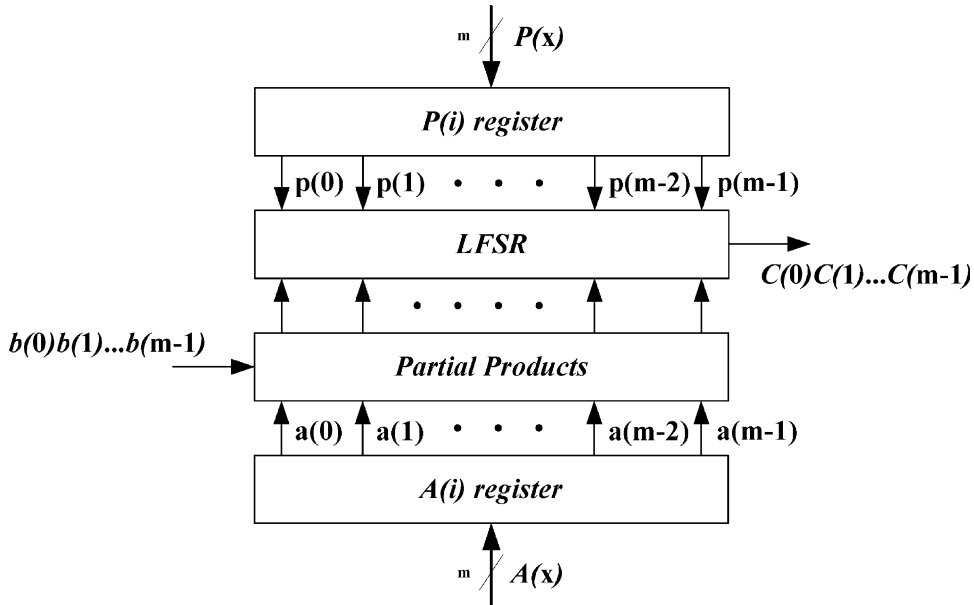 m P(x)
P(i) register
p(0) p(1) • • • p(m-2) p(m-1)
LFSR
C(0)C(1)...C(m-1)
• • • •
b(0)b(1)...b(m-1)
Partial Products
a(0) a(1) • • • a(m-2) a(m-1)
A(i) register
m A(x)